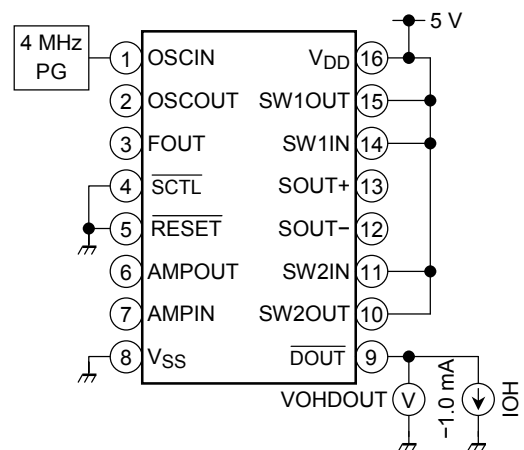 5 V
4 MHz
PG
1 OSCIN
VDD 16
2 OSCOUT
SW1OUT 15
3 FOUT
SW1IN 14
4 SCTL
SOUT+ 13
5 RESET
SOUT− 12
6 AMPOUT
SW2IN 11
7 AMPIN
SW2OUT 10
8 VSS
DOUT 9
VOHDOUT
V
−1.0 mA
IOH